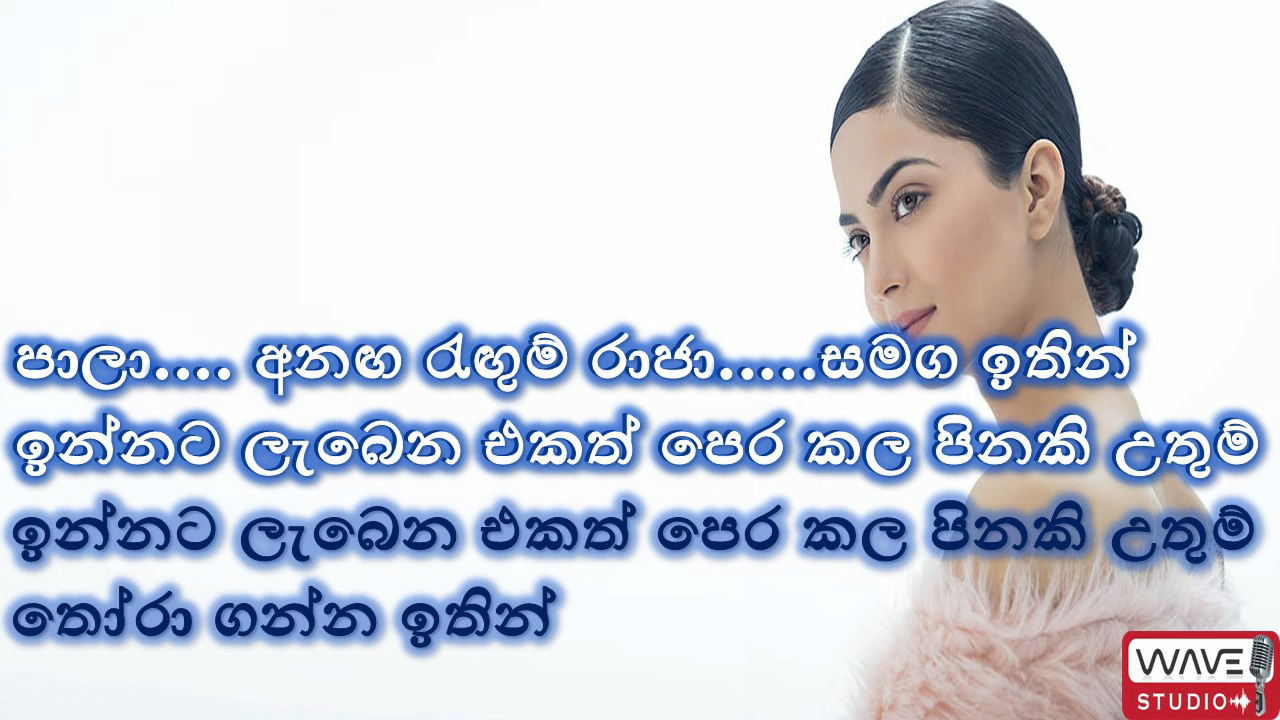 පාලා.... අනඟ රැඟුම් රාජා.....සමග ඉතින්
ඉන්නට ලැබෙන එකත් පෙර කල පිනකි උතුම්
ඉන්නට ලැබෙන එකත් පෙර කල පිනකි උතුම්
තෝරා ගන්න ඉතින්
WAVE
STUDIO